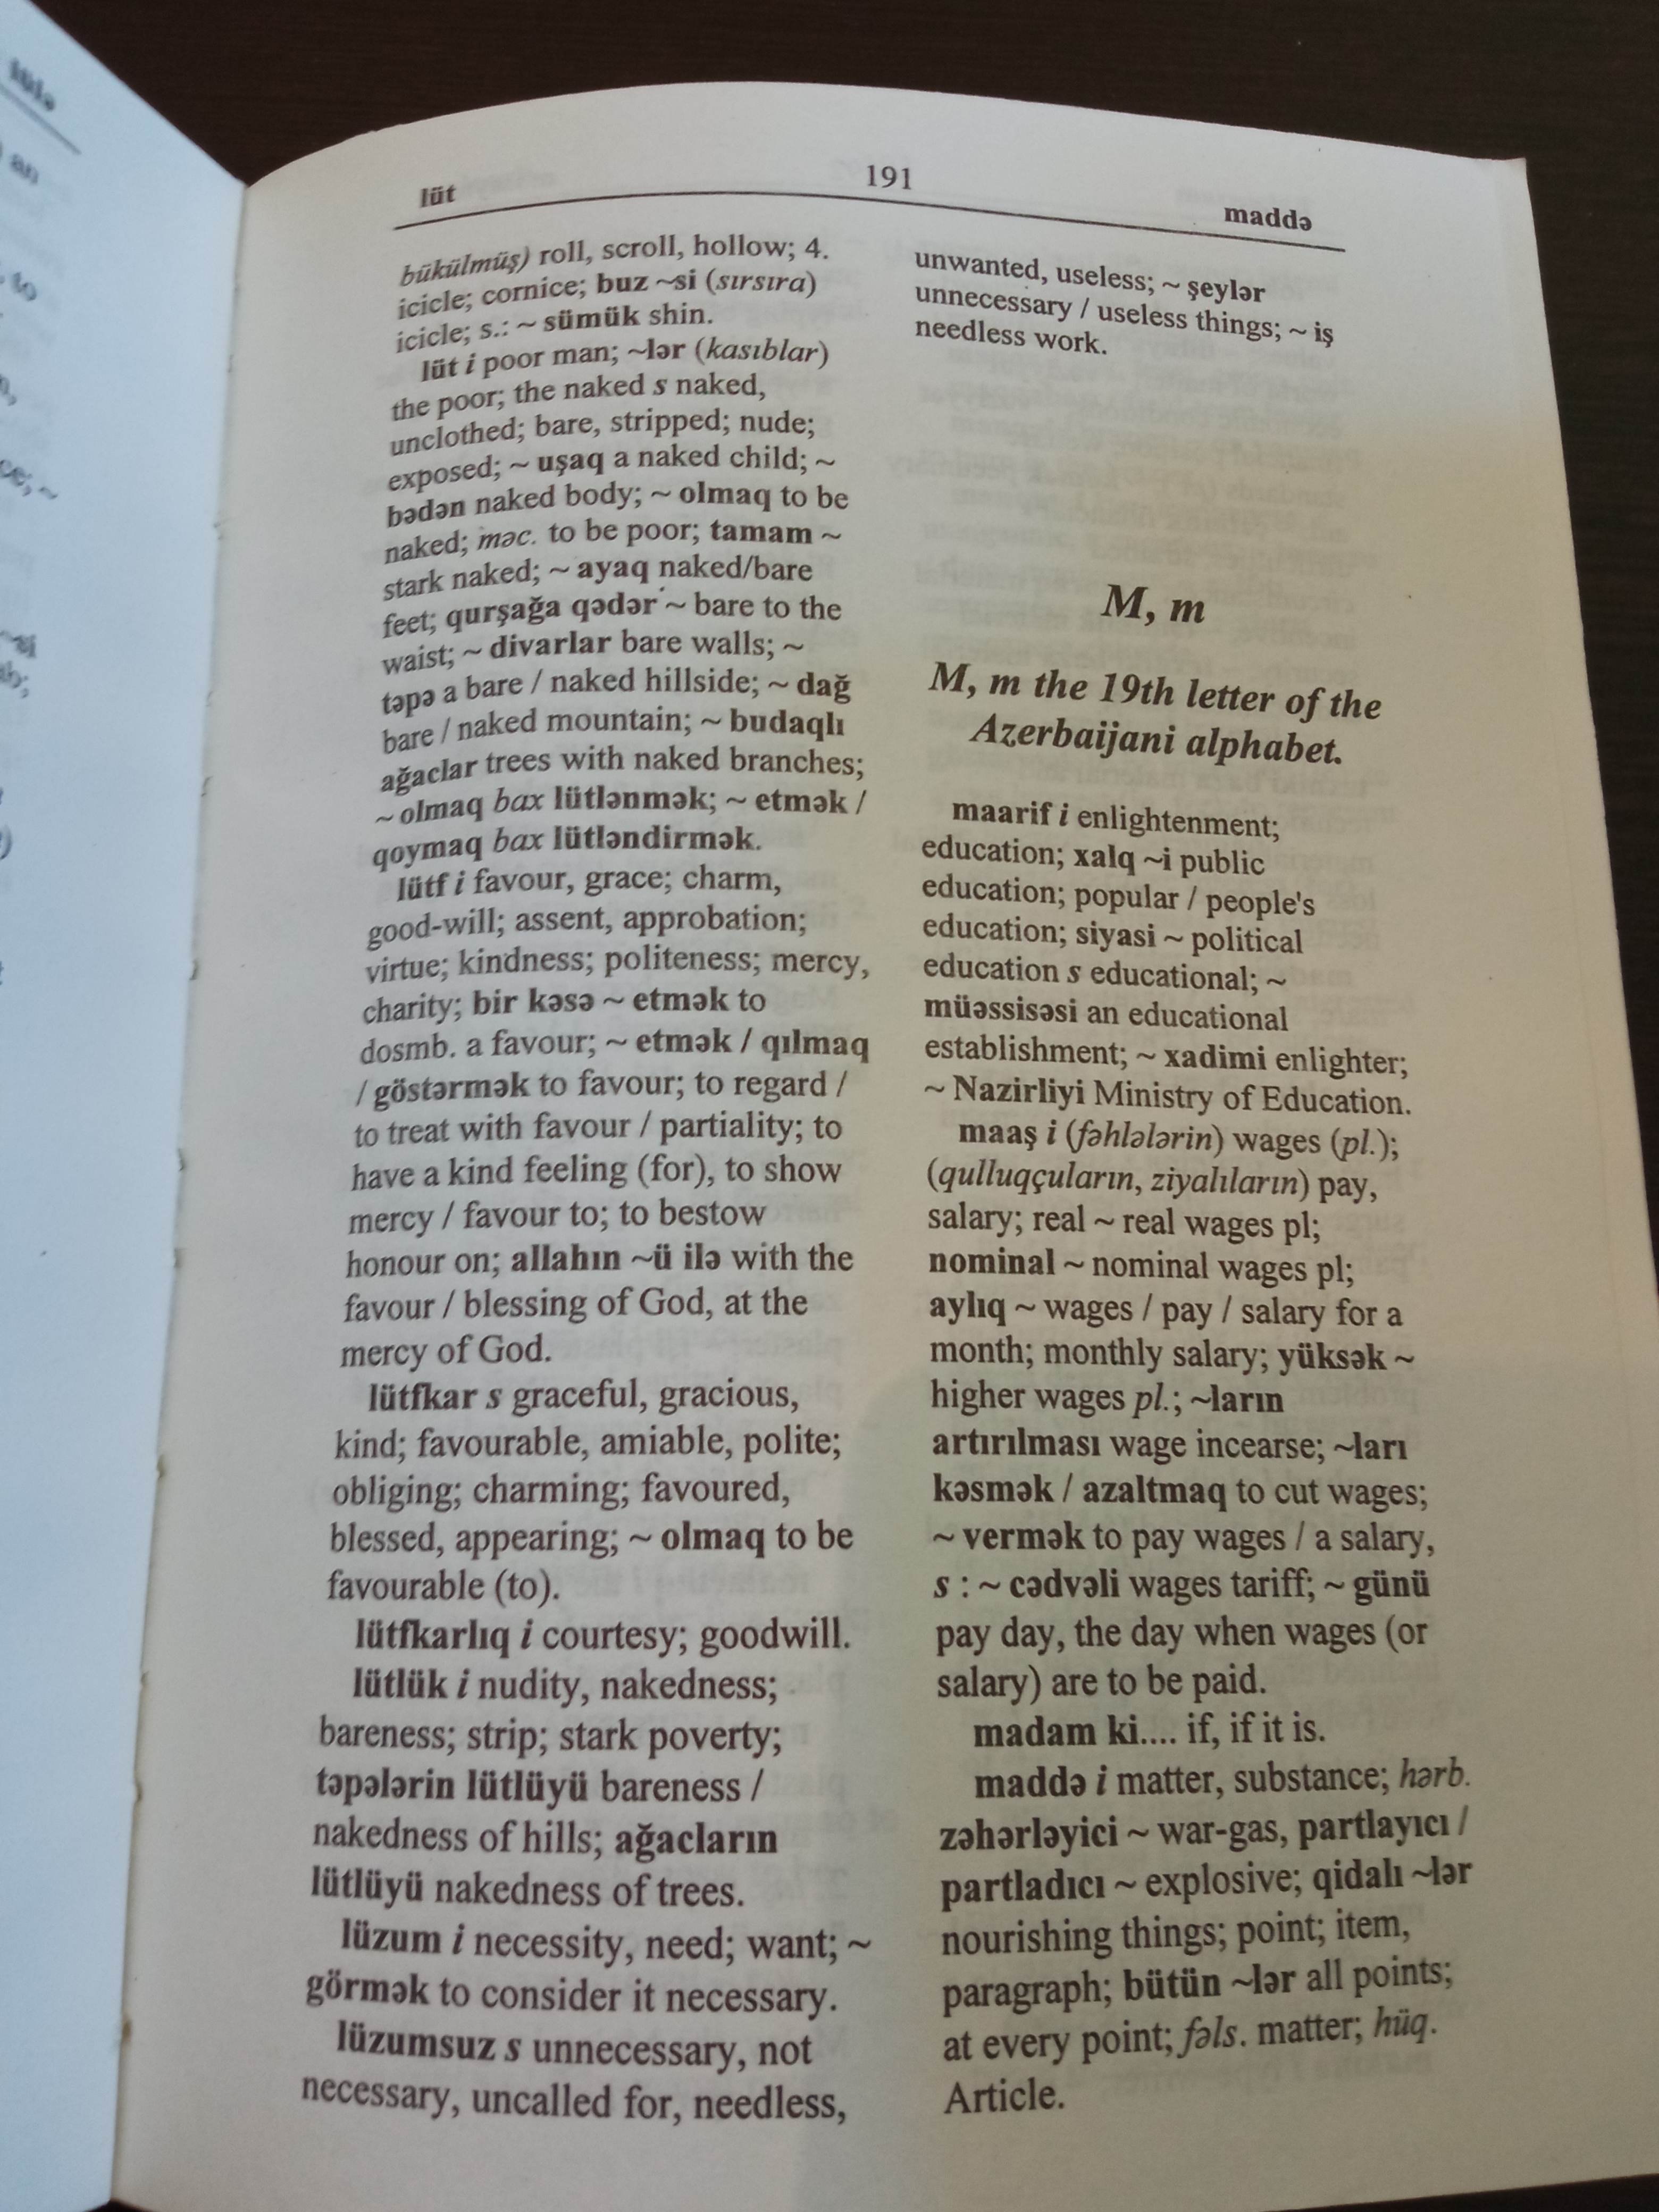 lülə
an
to
lüt
191
maddə
bükülmüş) roll, scroll, hollow; 4.
icicle; cornice; buz ~si (sırsıra)
icicle; s.: ~ sümük shin.
lüt i poor man; ~lər (kasıblar)
the poor; the naked s naked,
unclothed; bare, stripped; nude;
exposed; ~ uşaq a naked child; ~
bədən naked body; ~ olmaq to be
naked; məc. to be poor; tamam ~
stark naked; ~ ayaq naked/bare
feet; qurşağa qədər ~ bare to the
waist; ~ divarlar bare walls; ~
təpə a bare / naked hillside; ~ dağ
bare / naked mountain; ~ budaqlı
ağaclar trees with naked branches;
~ olmaq bax lütlənmək; ~ etmək /
qoymaq bax lütləndirmək.
lütf i favour, grace; charm,
good-will; assent, approbation;
virtue; kindness; politeness; mercy,
charity; bir kəsə ~ etmək to
dosmb. a favour; ~ etmək / qılmaq
/ göstərmək to favour; to regard /
to treat with favour / partiality; to
have a kind feeling (for), to show
mercy / favour to; to bestow
honour on; allahın ~ü ilə with the
favour / blessing of God, at the
mercy of God.
lütfkar s graceful, gracious,
kind; favourable, amiable, polite;
obliging; charming; favoured,
blessed, appearing; ~ olmaq to be
favourable (to).
lütfkarlıq i courtesy; goodwill.
lütlük i nudity, nakedness;
bareness; strip; stark poverty;
təpələrin lütlüyü bareness /
nakedness of hills; ağacların
lütlüyü nakedness of trees.
lüzum i necessity, need; want; ~
görmək to consider it necessary.
lüzumsuz s unnecessary, not
necessary, uncalled for, needless,
unwanted, useless; ~ şeylər
unnecessary / useless things; ~ iş
needless work.
M, m
M, m the 19th letter of the
Azerbaijani alphabet.
maarif i enlightenment;
education; xalq ~i public
education; popular / people's
education; siyasi ~ political
education s educational; ~
müəssisəsi an educational
establishment; ~ xadimi enlighter;
~ Nazirliyi Ministry of Education.
maaş i (fəhlələrin) wages (pl.);
(qulluqçuların, ziyalıların) pay,
salary; real ~ real wages pl;
nominal ~ nominal wages pl;
aylıq ~ wages / pay / salary for a
month; monthly salary; yüksək ~
higher wages pl.; ~ların
artırılması wage incearse; ~ları
kəsmək / azaltmaq to cut wages;
~ vermək to pay wages / a salary,
s : ~ cədvəli wages tariff; ~ günü
pay day, the day when wages (or
salary) are to be paid.
madam ki.... if, if it is.
maddə i matter, substance; hərb.
zəhərləyici ~ war-gas, partlayıcı /
partladıcı ~ explosive; qidalı ~lər
nourishing things; point; item,
paragraph; bütün ~lər all points;
at every point; fəls. matter; hüq.
Article.